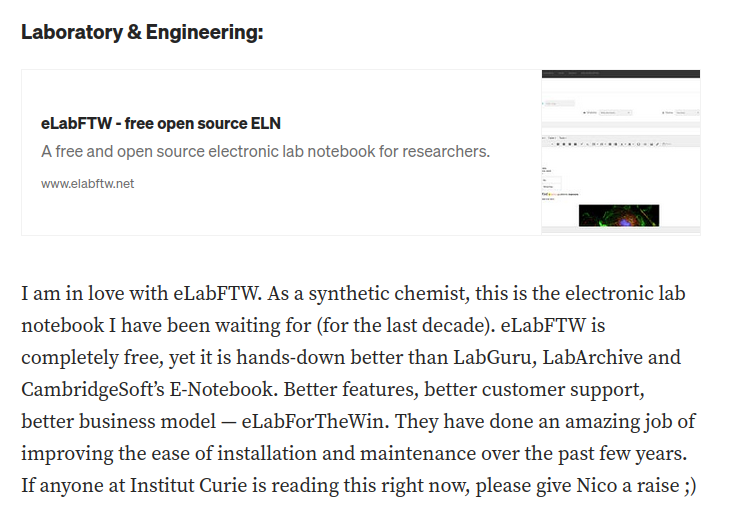 Laboratory & Engineering:
eLabFTW - free open source ELN
A free and open source electronic lab notebook for researchers.
www.elabftw.net
I am in love with eLabFTW. As a synthetic chemist, this is the electronic lab
notebook I have been waiting for (for the last decade). eLabFTW is
completely free, yet it is hands-down better than LabGuru, LabArchive and
CambridgeSoft’s E-Notebook. Better features, better customer support,
better business model — eLabForTheWin. They have done an amazing job of
improving the ease of installation and maintenance over the past few years.
If anyone at Institut Curie is reading this right now, please give Nico a raise ;)